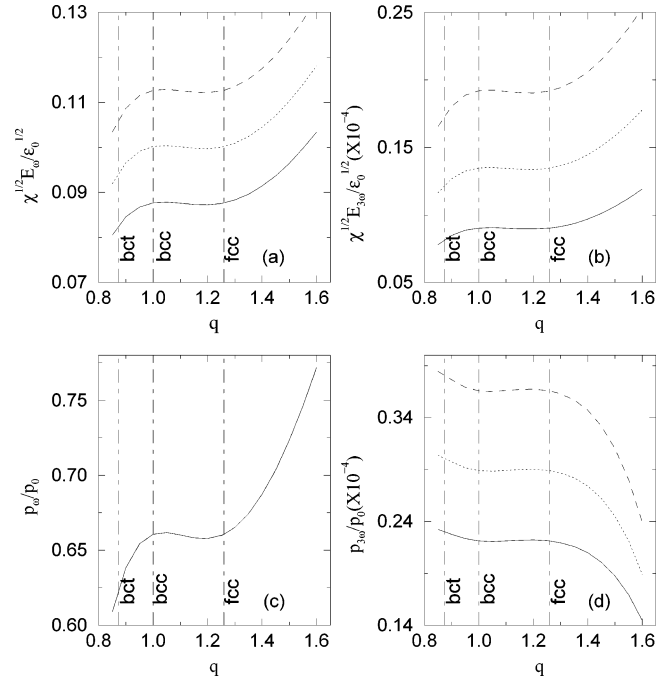 χ^1/2 E_ω/ε_0^1/2
0.13
0.11
0.09
0.07
bct
bcc
fcc
(a)
0.8 1.0 1.2 1.4 1.6
q
χ^1/2 E_3ω/ε_0^1/2 (X10^-4)
0.25
0.15
0.05
bct
bcc
fcc
(b)
0.8 1.0 1.2 1.4 1.6
q
p_ω/p_0
0.75
0.70
0.65
0.60
bct
bcc
fcc
(c)
0.8 1.0 1.2 1.4 1.6
q
p_3ω/p_0 (X10^-4)
0.34
0.24
0.14
bct
bcc
fcc
(d)
0.8 1.0 1.2 1.4 1.6
q